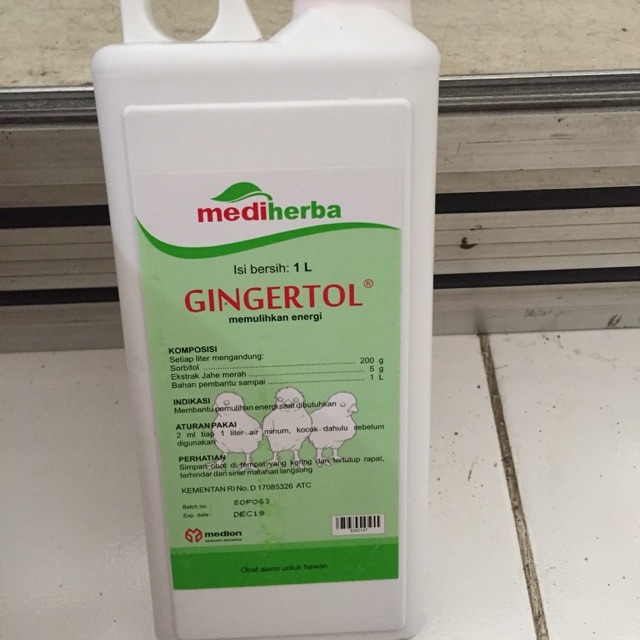 mediherba
Isi bersih: 1 L
GINGERTOL®
memulihkan energi
KOMPOSISI
Setiap liter mengandung:
Sorbitol ........ 200 g
Ekstrak Jahe merah ........ 5 g
Bahan pembantu sampai ........ 1 L
INDIKASI
Membantu pemulihan energi saat dibutuhkan
ATURAN PAKAI
2 ml tiap 1 liter air minum, kocok dahulu sebelum
digunakan
PERHATIAN
Simpan obat di tempat yang kering dan tertutup rapat,
terhindar dari sinar matahari langsung
KEMENTAN RI No. D 17085326 ATC
Batch no. : 80F063
Exp. date : DEC19
medion
Obat alami untuk hewan